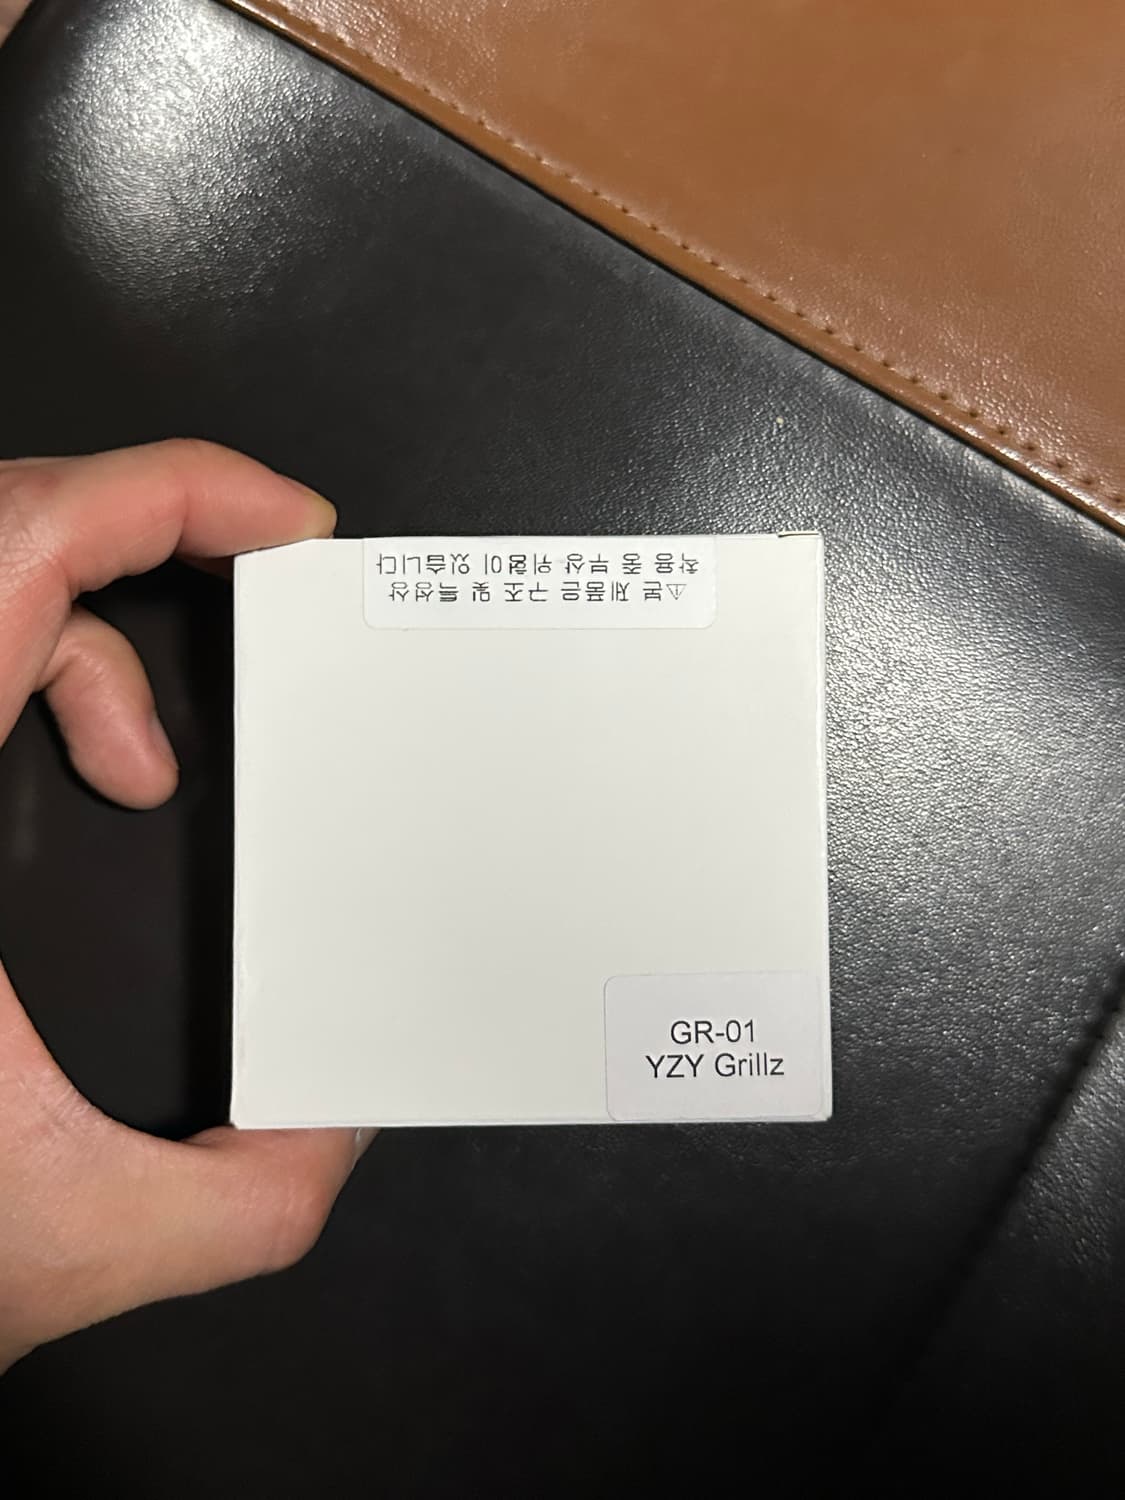 ⚠본 제품은 구조 및 특성상
착용 중 부상 위험이 있습니다
GR-01
YZY Grillz